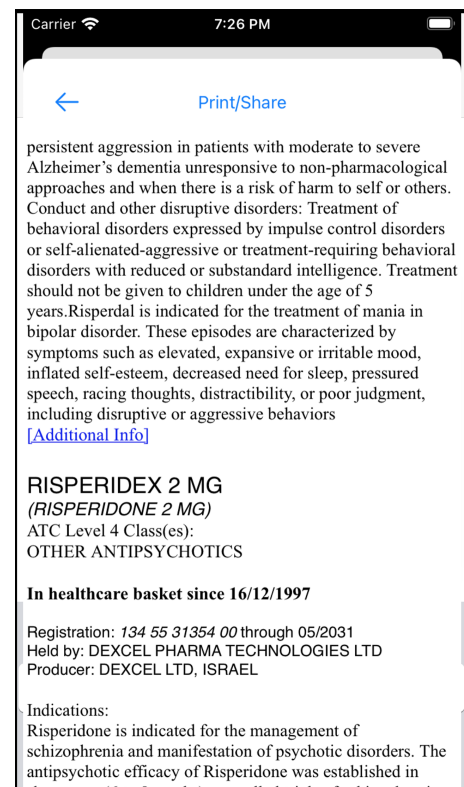 Carrier 7:26 PM
Print/Share
persistent aggression in patients with moderate to severe
Alzheimer's dementia unresponsive to non-pharmacological
approaches and when there is a risk of harm to self or others.
Conduct and other disruptive disorders: Treatment of
behavioral disorders expressed by impulse control disorders
or self-alienated-aggressive or treatment-requiring behavioral
disorders with reduced or substandard intelligence. Treatment
should not be given to children under the age of 5
years.Risperdal is indicated for the treatment of mania in
bipolar disorder. These episodes are characterized by
symptoms such as elevated, expansive or irritable mood,
inflated self-esteem, decreased need for sleep, pressured
speech, racing thoughts, distractibility, or poor judgment,
including disruptive or aggressive behaviors
[Additional Info]
RISPERIDEX 2 MG
(RISPERIDONE 2 MG)
ATC Level 4 Class(es):
OTHER ANTIPSYCHOTICS
In healthcare basket since 16/12/1997
Registration: 134 55 31354 00 through 05/2031
Held by: DEXCEL PHARMA TECHNOLOGIES LTD
Producer: DEXCEL LTD, ISRAEL
Indications:
Risperidone is indicated for the management of
schizophrenia and manifestation of psychotic disorders. The
antipsychotic efficacy of Risperidone was established in